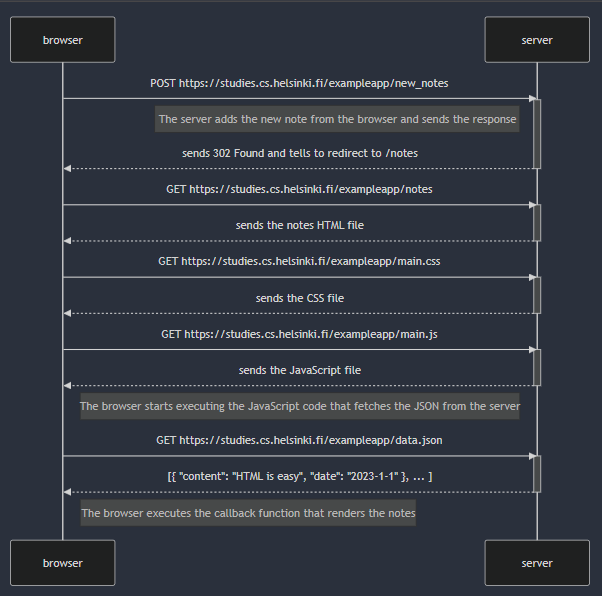 browser server
POST https://studies.cs.helsinki.fi/exampleapp/new_notes
The server adds the new note from the browser and sends the response
sends 302 Found and tells to redirect to /notes
GET https://studies.cs.helsinki.fi/exampleapp/notes
sends the notes HTML file
GET https://studies.cs.helsinki.fi/exampleapp/main.css
sends the CSS file
GET https://studies.cs.helsinki.fi/exampleapp/main.js
sends the JavaScript file
The browser starts executing the JavaScript code that fetches the JSON from the server
GET https://studies.cs.helsinki.fi/exampleapp/data.json
[{ "content": "HTML is easy", "date": "2023-1-1" }, ... ]
The browser executes the callback function that renders the notes
browser server